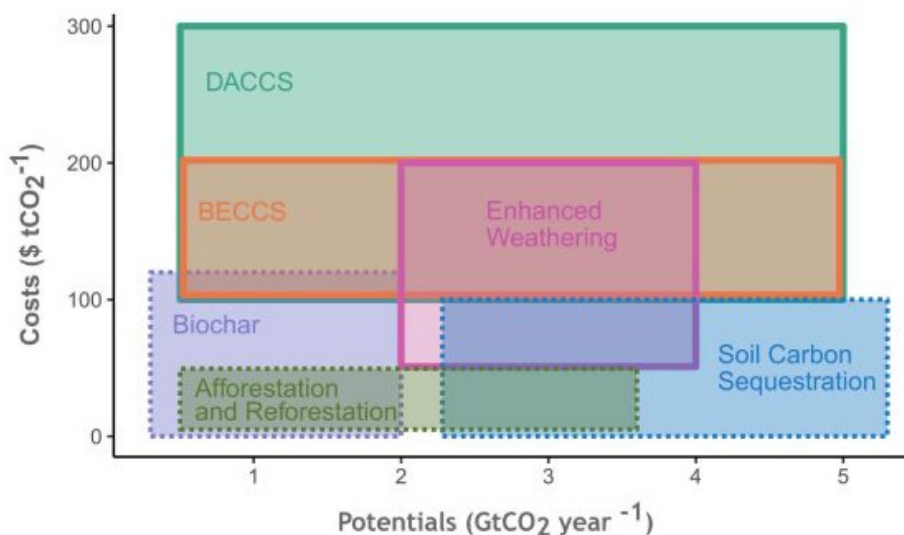 300
DACCS
200
BECCS
Enhanced
Weathering
100
Biochar
Soil Carbon
Sequestration
Afforestation
and Reforestation
0
Costs ($ tCO₂⁻¹)
1 2 3 4 5
Potentials (GtCO₂ year ⁻¹)